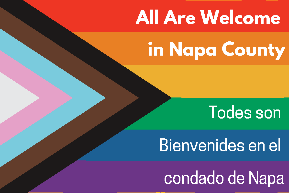 All Are Welcome
in Napa County
Todes son
Bienvenides en el
condado de Napa